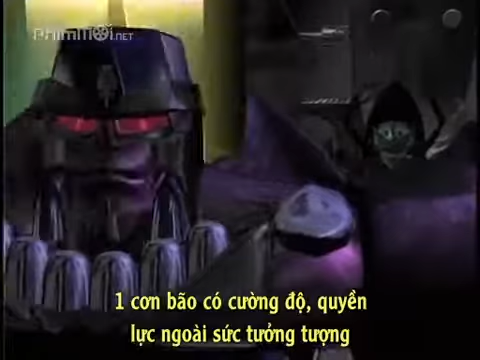 PhimMoi.NET
1 cơn bão có cường độ, quyền
lực ngoài sức tưởng tượng